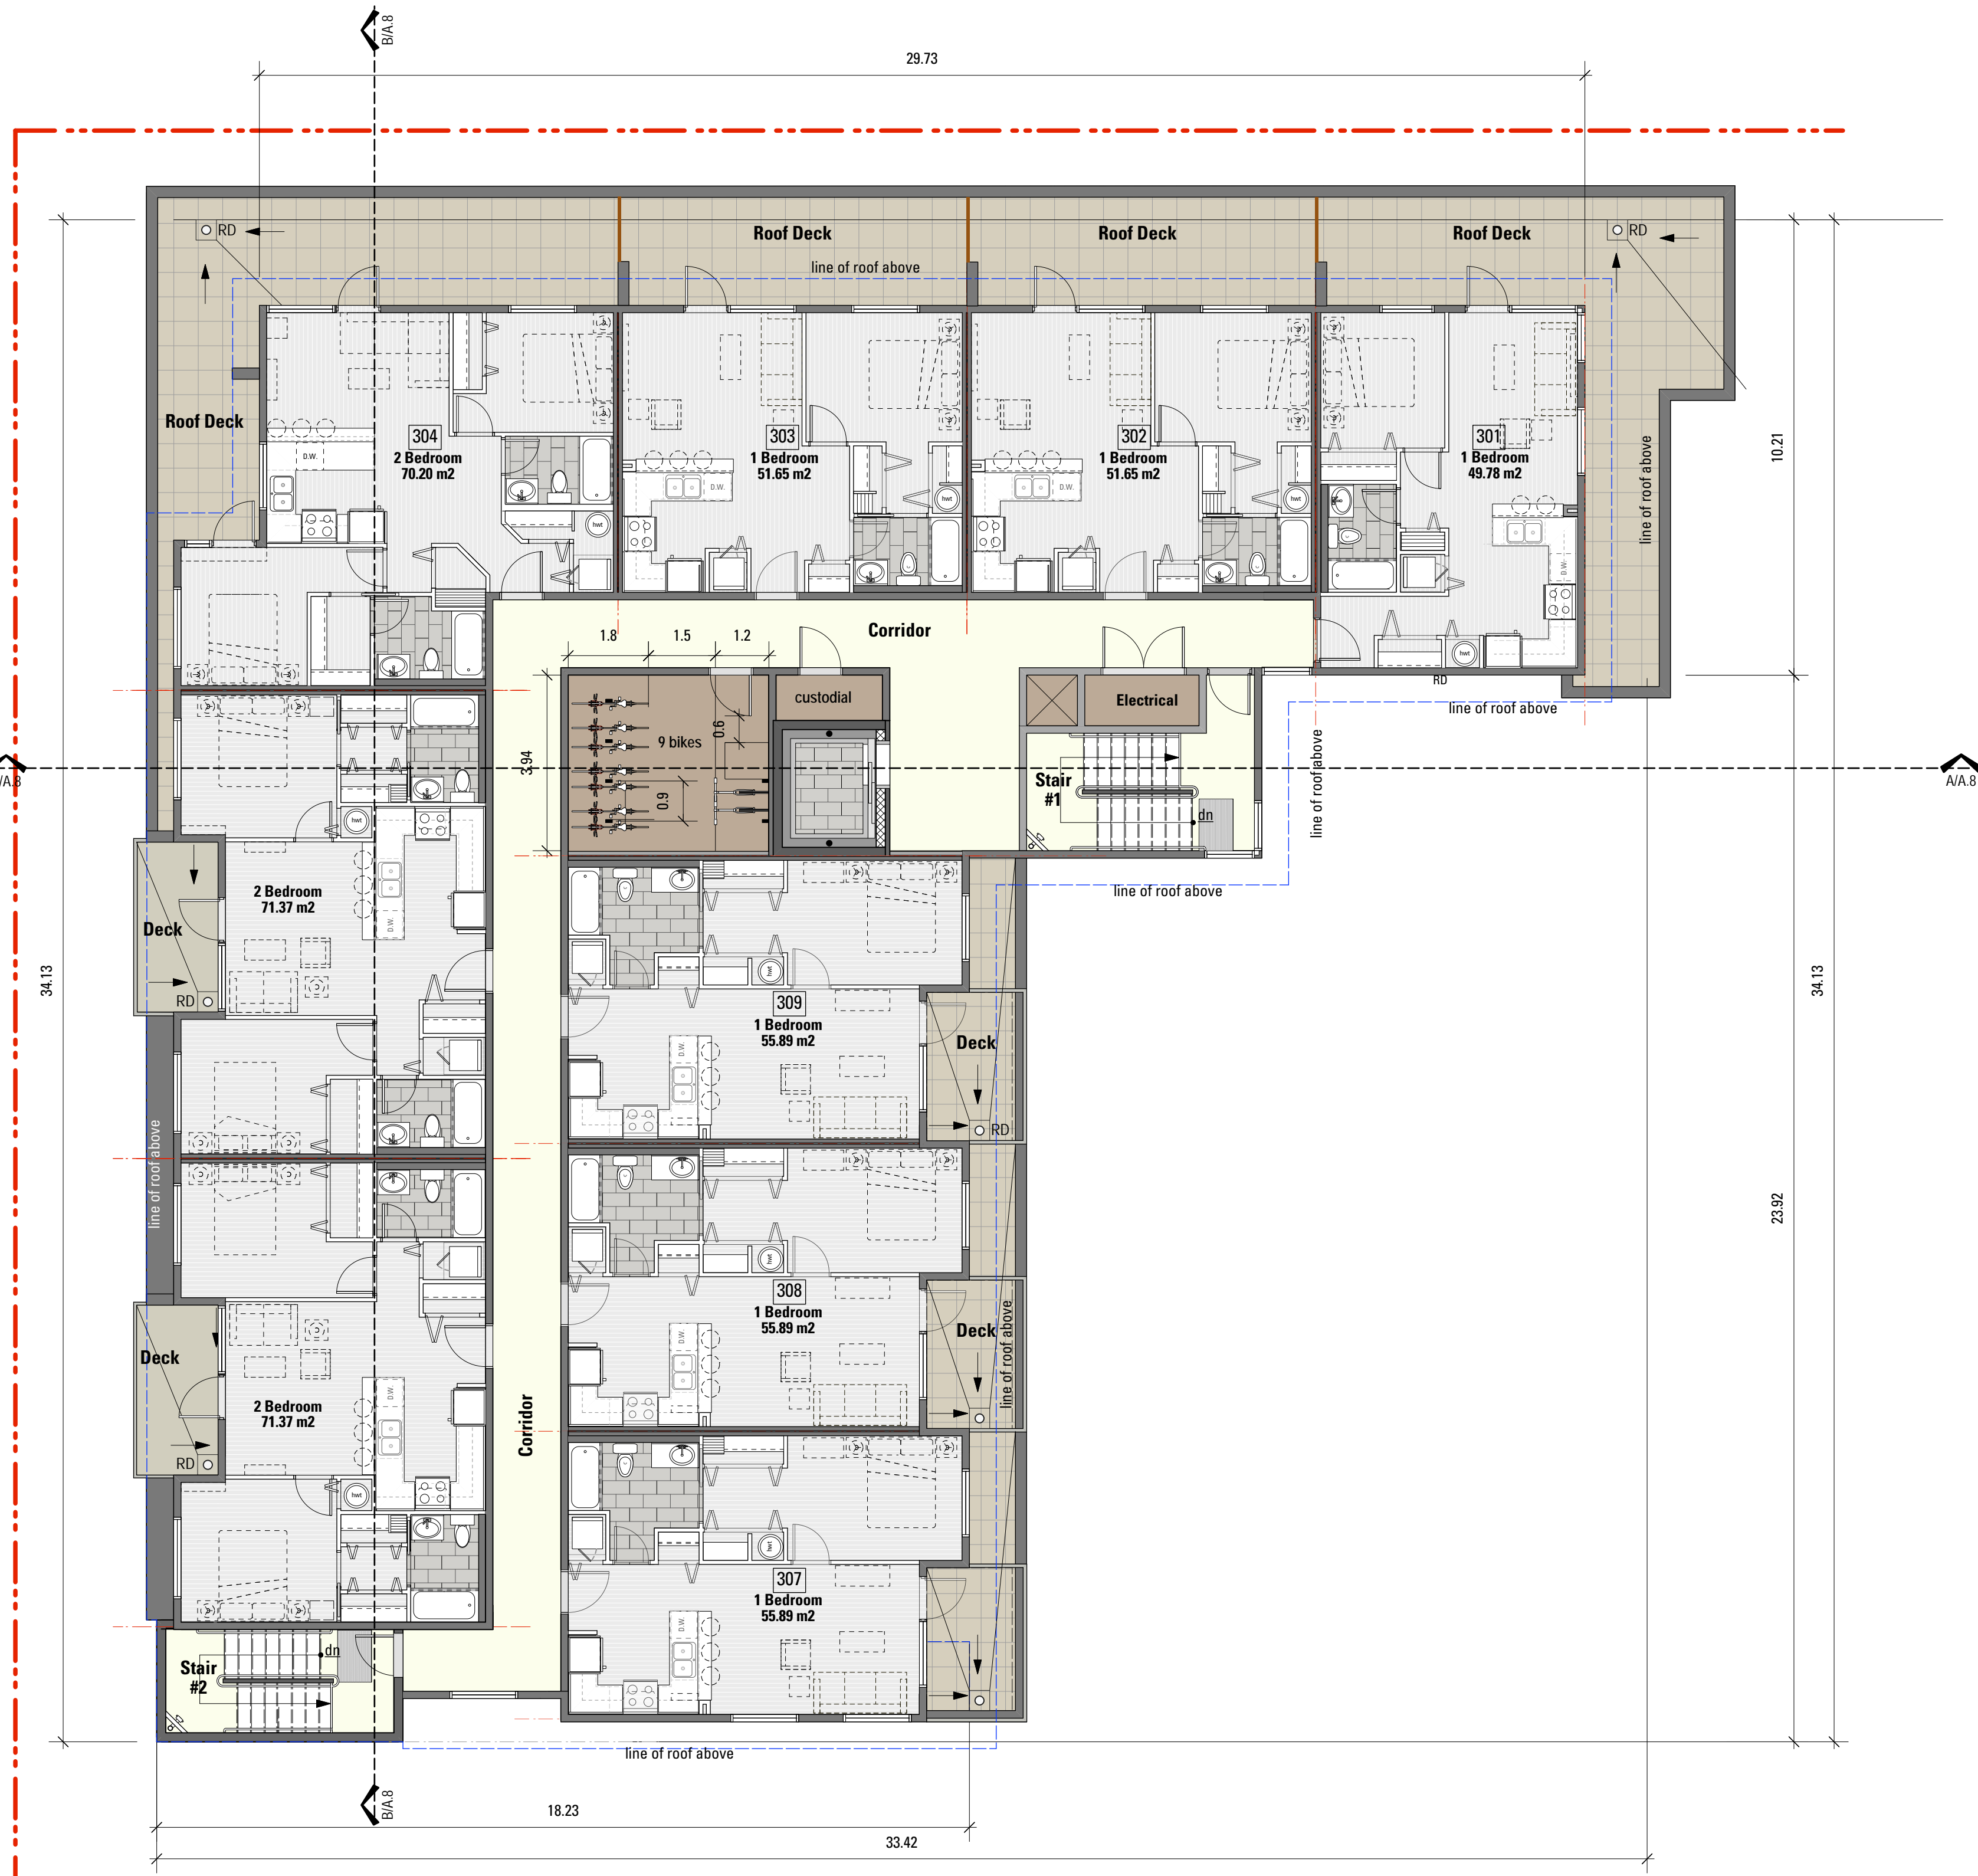 B/A.8
29.73
RD
Roof Deck
Roof Deck
Roof Deck
RD
line of roof above
Roof Deck
304
2 Bedroom
70.20 m2
D.W.
hwt
303
1 Bedroom
51.65 m2
D.W.
hwt
302
1 Bedroom
51.65 m2
D.W.
hwt
301
1 Bedroom
49.78 m2
D.W.
hwt
line of roof above
10.21
Corridor
1.8
1.5
1.2
RD
line of roof above
custodial
Electrical
9 bikes
0.6
0.9
3.94
Stair
#1
dn
line of roof above
line of roof above
A/A.8
A/A.8
hwt
2 Bedroom
71.37 m2
D.W.
Deck
RD
34.13
34.13
309
1 Bedroom
55.89 m2
hwt
D.W.
Deck
RD
line of roof above
23.92
308
1 Bedroom
55.89 m2
hwt
D.W.
Deck
line of roof above
Deck
2 Bedroom
71.37 m2
D.W.
RD
hwt
Corridor
307
1 Bedroom
55.89 m2
hwt
D.W.
Stair
#2
dn
line of roof above
B/A.8
18.23
33.42